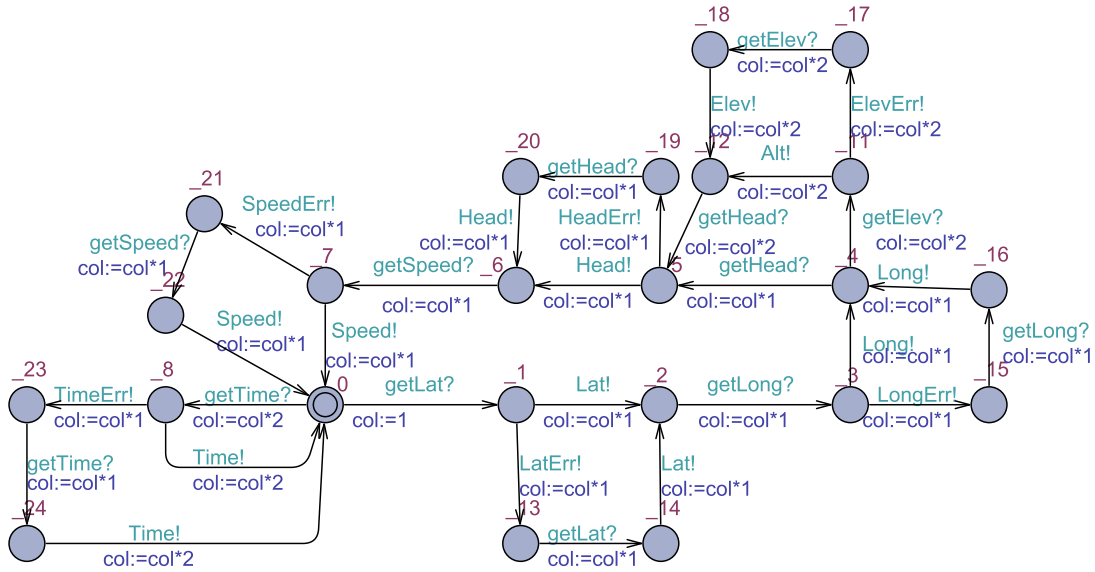 _18
_17
getElev?
col:=col*2
Elev!
col:=col*2
ElevErr!
col:=col*2
_20
_19
_12
Alt!
_11
getHead?
col:=col*1
col:=col*2
_21
SpeedErr!
col:=col*1
Head!
col:=col*1
HeadErr!
col:=col*1
getHead?
col:=col*2
getElev?
col:=col*2
getSpeed?
col:=col*1
_7
getSpeed?
col:=col*1
_6
Head!
col:=col*1
_5
getHead?
col:=col*1
_4
Long!
col:=col*1
_16
_22
Speed!
col:=col*1
Speed!
col:=col*1
Long!
col:=col*1
getLong?
col:=col*1
_23
TimeErr!
col:=col*1
_8
getTime?
col:=col*2
0
getLat?
col:=1
_1
Lat!
col:=col*1
_2
getLong?
col:=col*1
_3
LongErr!
col:=col*1
_15
getTime?
col:=col*1
Time!
col:=col*2
LatErr!
col:=col*1
Lat!
col:=col*1
_24
Time!
col:=col*2
_13
getLat?
col:=col*1
_14